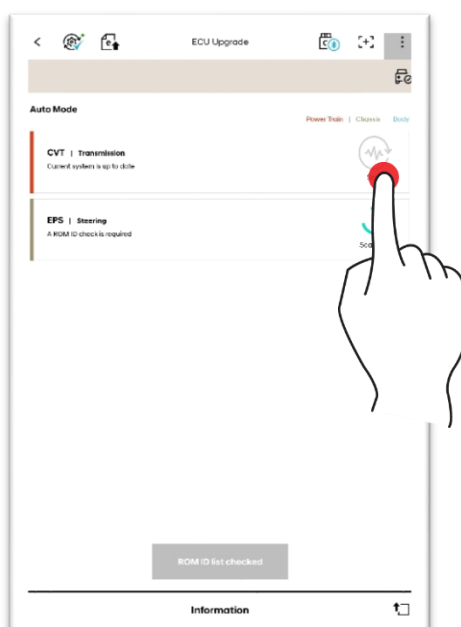 ECU Upgrade
Auto Mode
Power Train | Chassis Body
CVT | Transmission
Current system is up to date
EPS | Steering
A ROM ID check is required
ROM ID list checked
Information